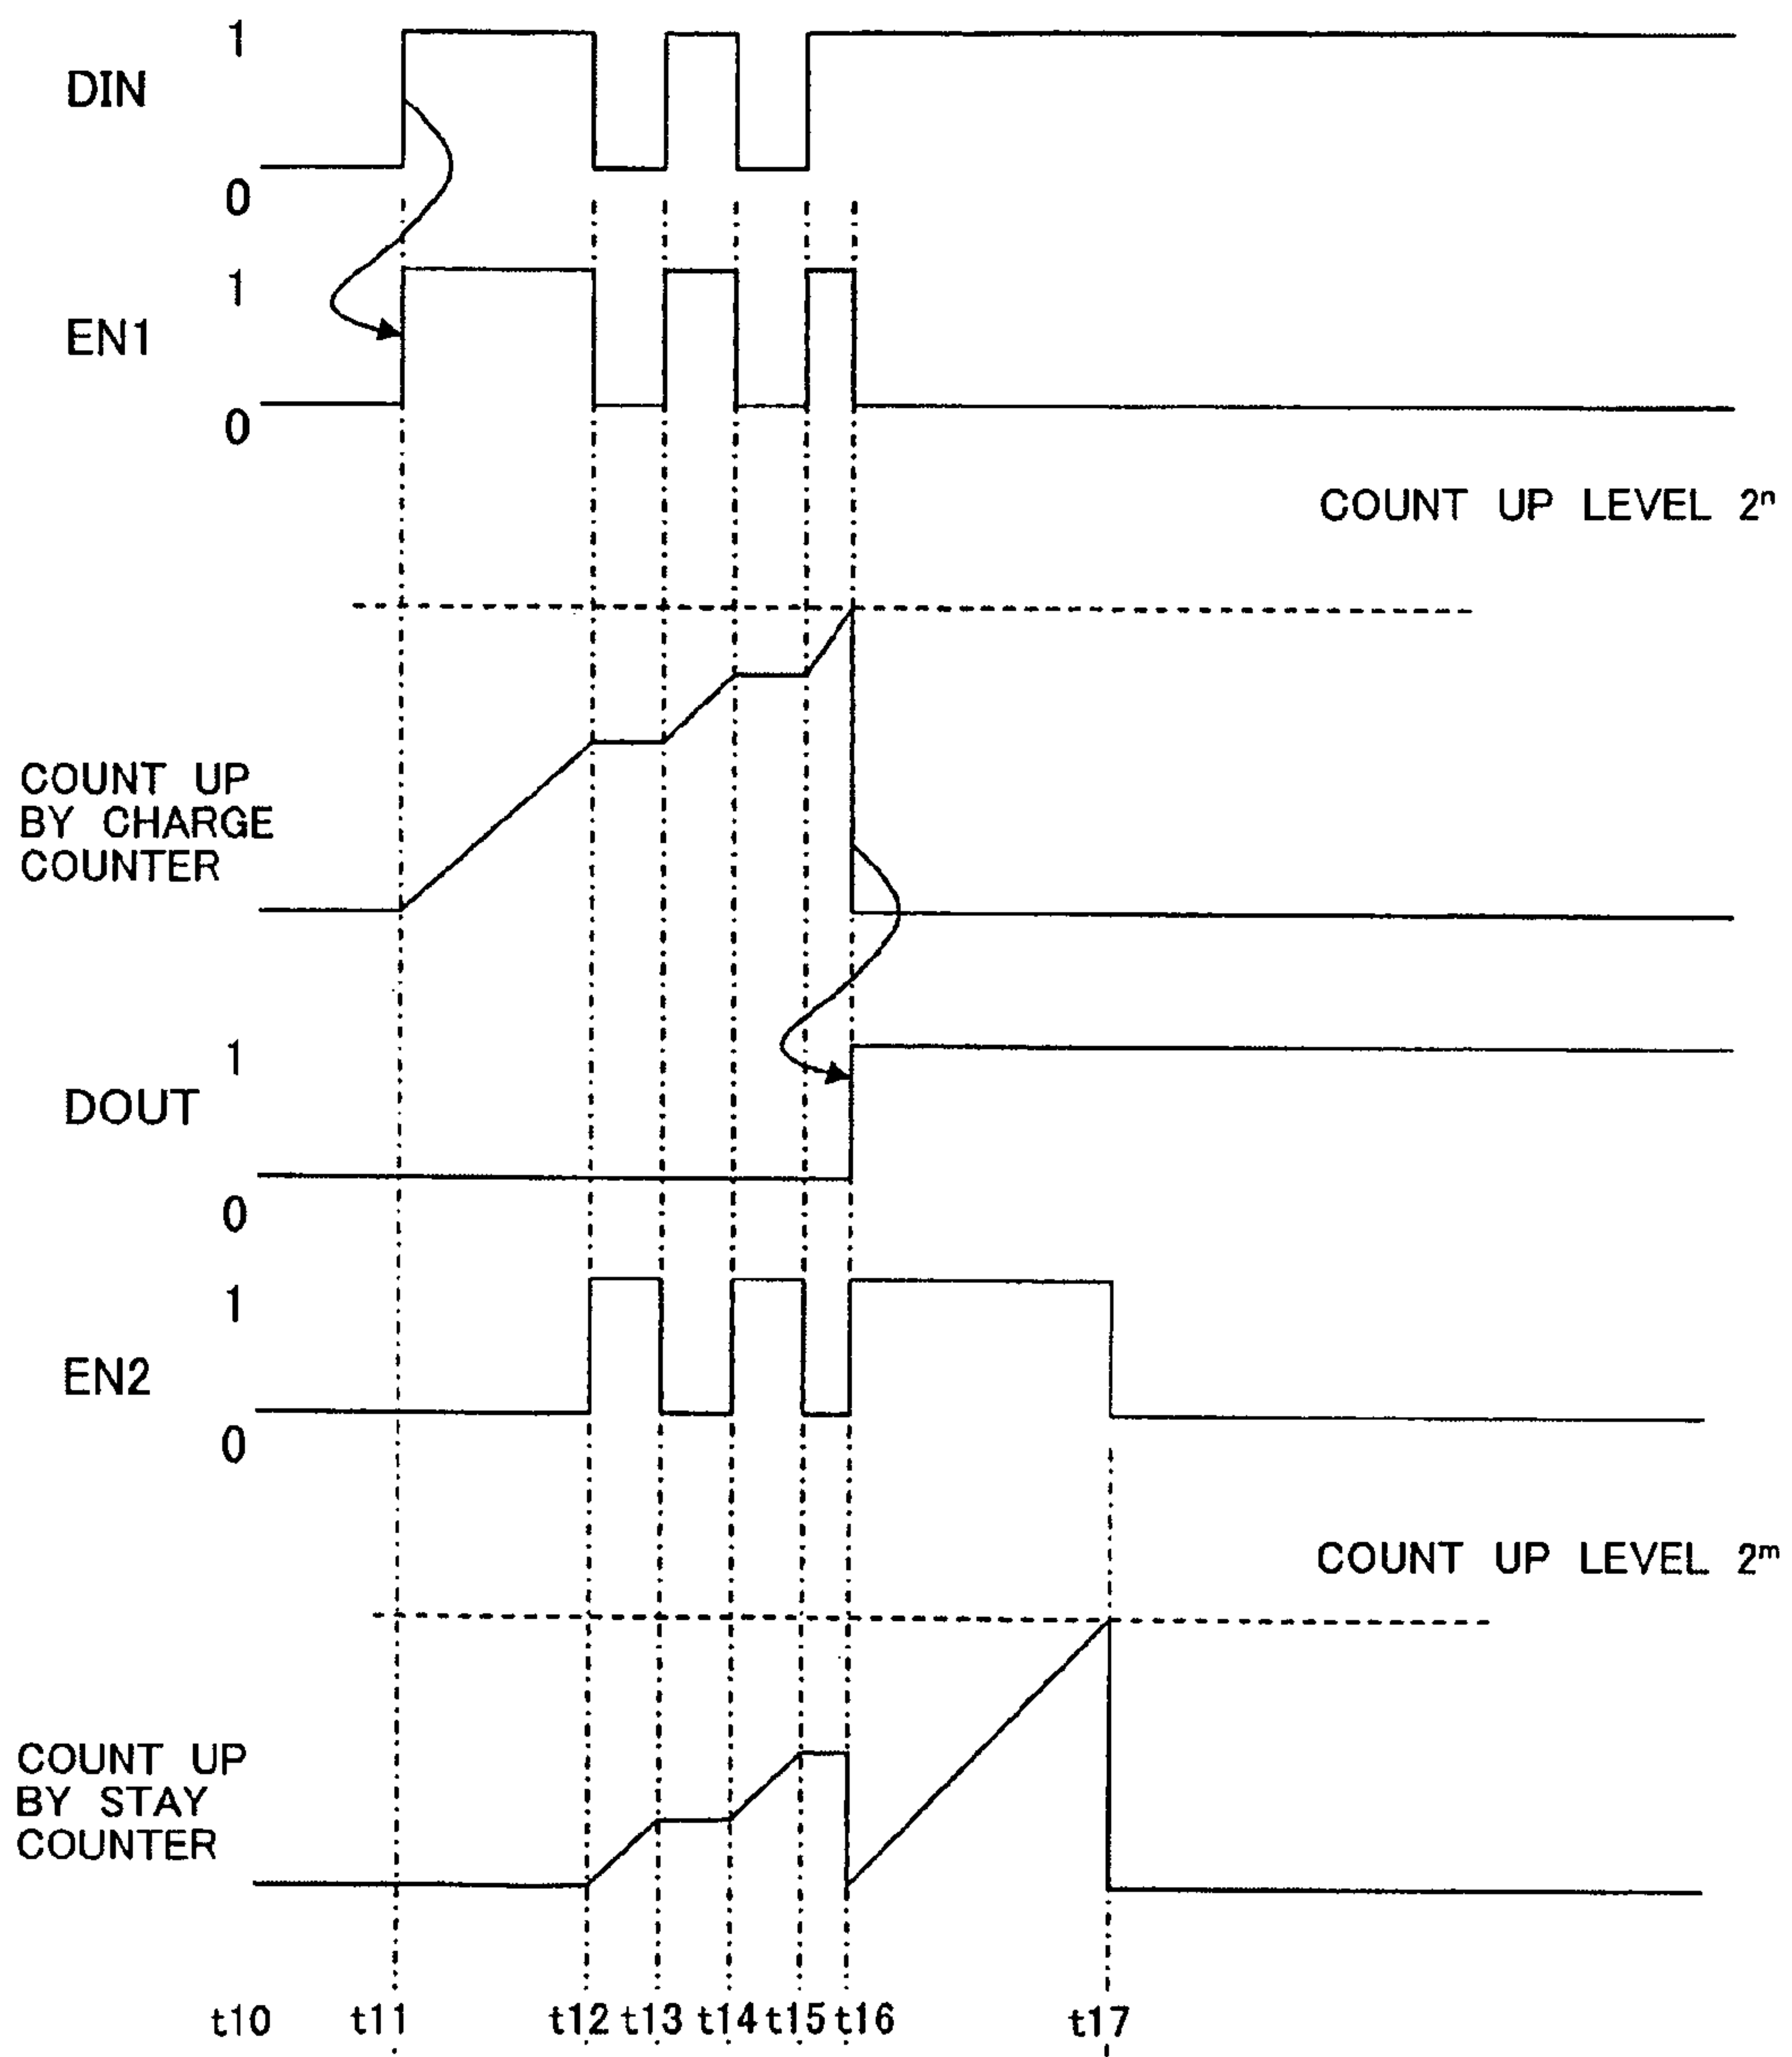 1
DIN
0
1
EN1
0
COUNT UP LEVEL 2ⁿ
COUNT UP
BY CHARGE
COUNTER
1
DOUT
0
1
EN2
0
COUNT UP LEVEL 2ᵐ
COUNT UP
BY STAY
COUNTER
t10 t11 t12 t13 t14 t15 t16 t17